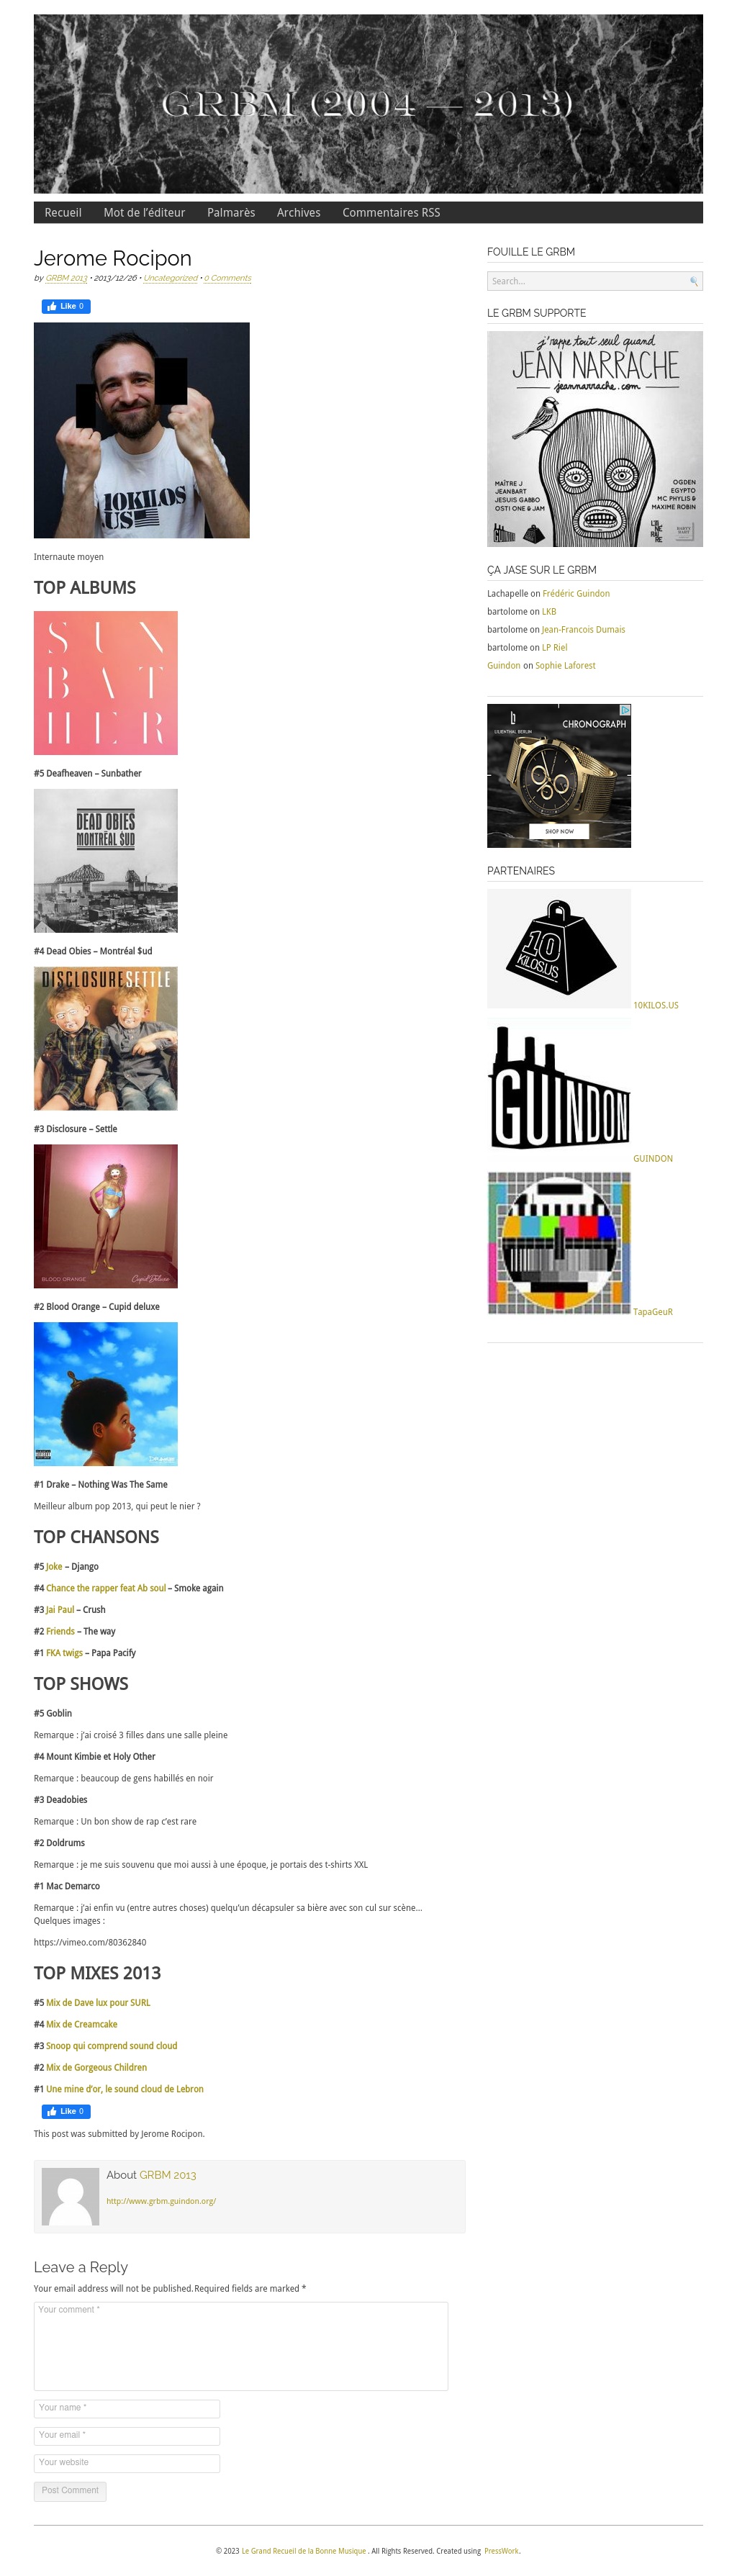 GRBM (2004 — 2013)
Recueil Mot de l'éditeur Palmarès Archives Commentaires RSS
Jerome Rocipon
by GRBM 2013 • 2013/12/26 • Uncategorized • 0 Comments
Like 0
10KILOS
.US
Internaute moyen
TOP ALBUMS
SUN
BAT
HER
#5 Deafheaven – Sunbather
DEAD OBIES
MONTRÉAL $UD
#4 Dead Obies – Montréal $ud
DISCLOSURE SETTLE
#3 Disclosure – Settle
BLOOD ORANGE Cupid Deluxe
#2 Blood Orange – Cupid deluxe
#1 Drake – Nothing Was The Same
Meilleur album pop 2013, qui peut le nier ?
TOP CHANSONS
#5 Joke – Django
#4 Chance the rapper feat Ab soul – Smoke again
#3 Jai Paul – Crush
#2 Friends – The way
#1 FKA twigs – Papa Pacify
TOP SHOWS
#5 Goblin
Remarque : j'ai croisé 3 filles dans une salle pleine
#4 Mount Kimbie et Holy Other
Remarque : beaucoup de gens habillés en noir
#3 Deadobies
Remarque : Un bon show de rap c'est rare
#2 Doldrums
Remarque : je me suis souvenu que moi aussi à une époque, je portais des t-shirts XXL
#1 Mac Demarco
Remarque : j'ai enfin vu (entre autres choses) quelqu'un décapsuler sa bière avec son cul sur scène…
Quelques images :
https://vimeo.com/80362840
TOP MIXES 2013
#5 Mix de Dave lux pour SURL
#4 Mix de Creamcake
#3 Snoop qui comprend sound cloud
#2 Mix de Gorgeous Children
#1 Une mine d'or, le sound cloud de Lebron
Like 0
This post was submitted by Jerome Rocipon.
About GRBM 2013
http://www.grbm.guindon.org/
Leave a Reply
Your email address will not be published. Required fields are marked *
Your comment *
Your name *
Your email *
Your website
Post Comment
FOUILLE LE GRBM
Search...
LE GRBM SUPPORTE
j'rappe tout seul quand
JEAN NARRACHE
jeannarrache.com
MAÎTRE J
JEANBART
JESUIS GABBO
OSTI ONE & JAM
OGDEN
EGYPTO
MC PHYLIS &
MAXIME ROBIN
ÇA JASE SUR LE GRBM
Lachapelle on Frédéric Guindon
bartolome on LKB
bartolome on Jean-Francois Dumais
bartolome on LP Riel
Guindon on Sophie Laforest
LILIENTHAL BERLIN
CHRONOGRAPH
SHOP NOW
PARTENAIRES
10
KILOS.US
10KILOS.US
GUINDON
GUINDON
TapaGeuR
© 2023 Le Grand Recueil de la Bonne Musique . All Rights Reserved. Created using PressWork.